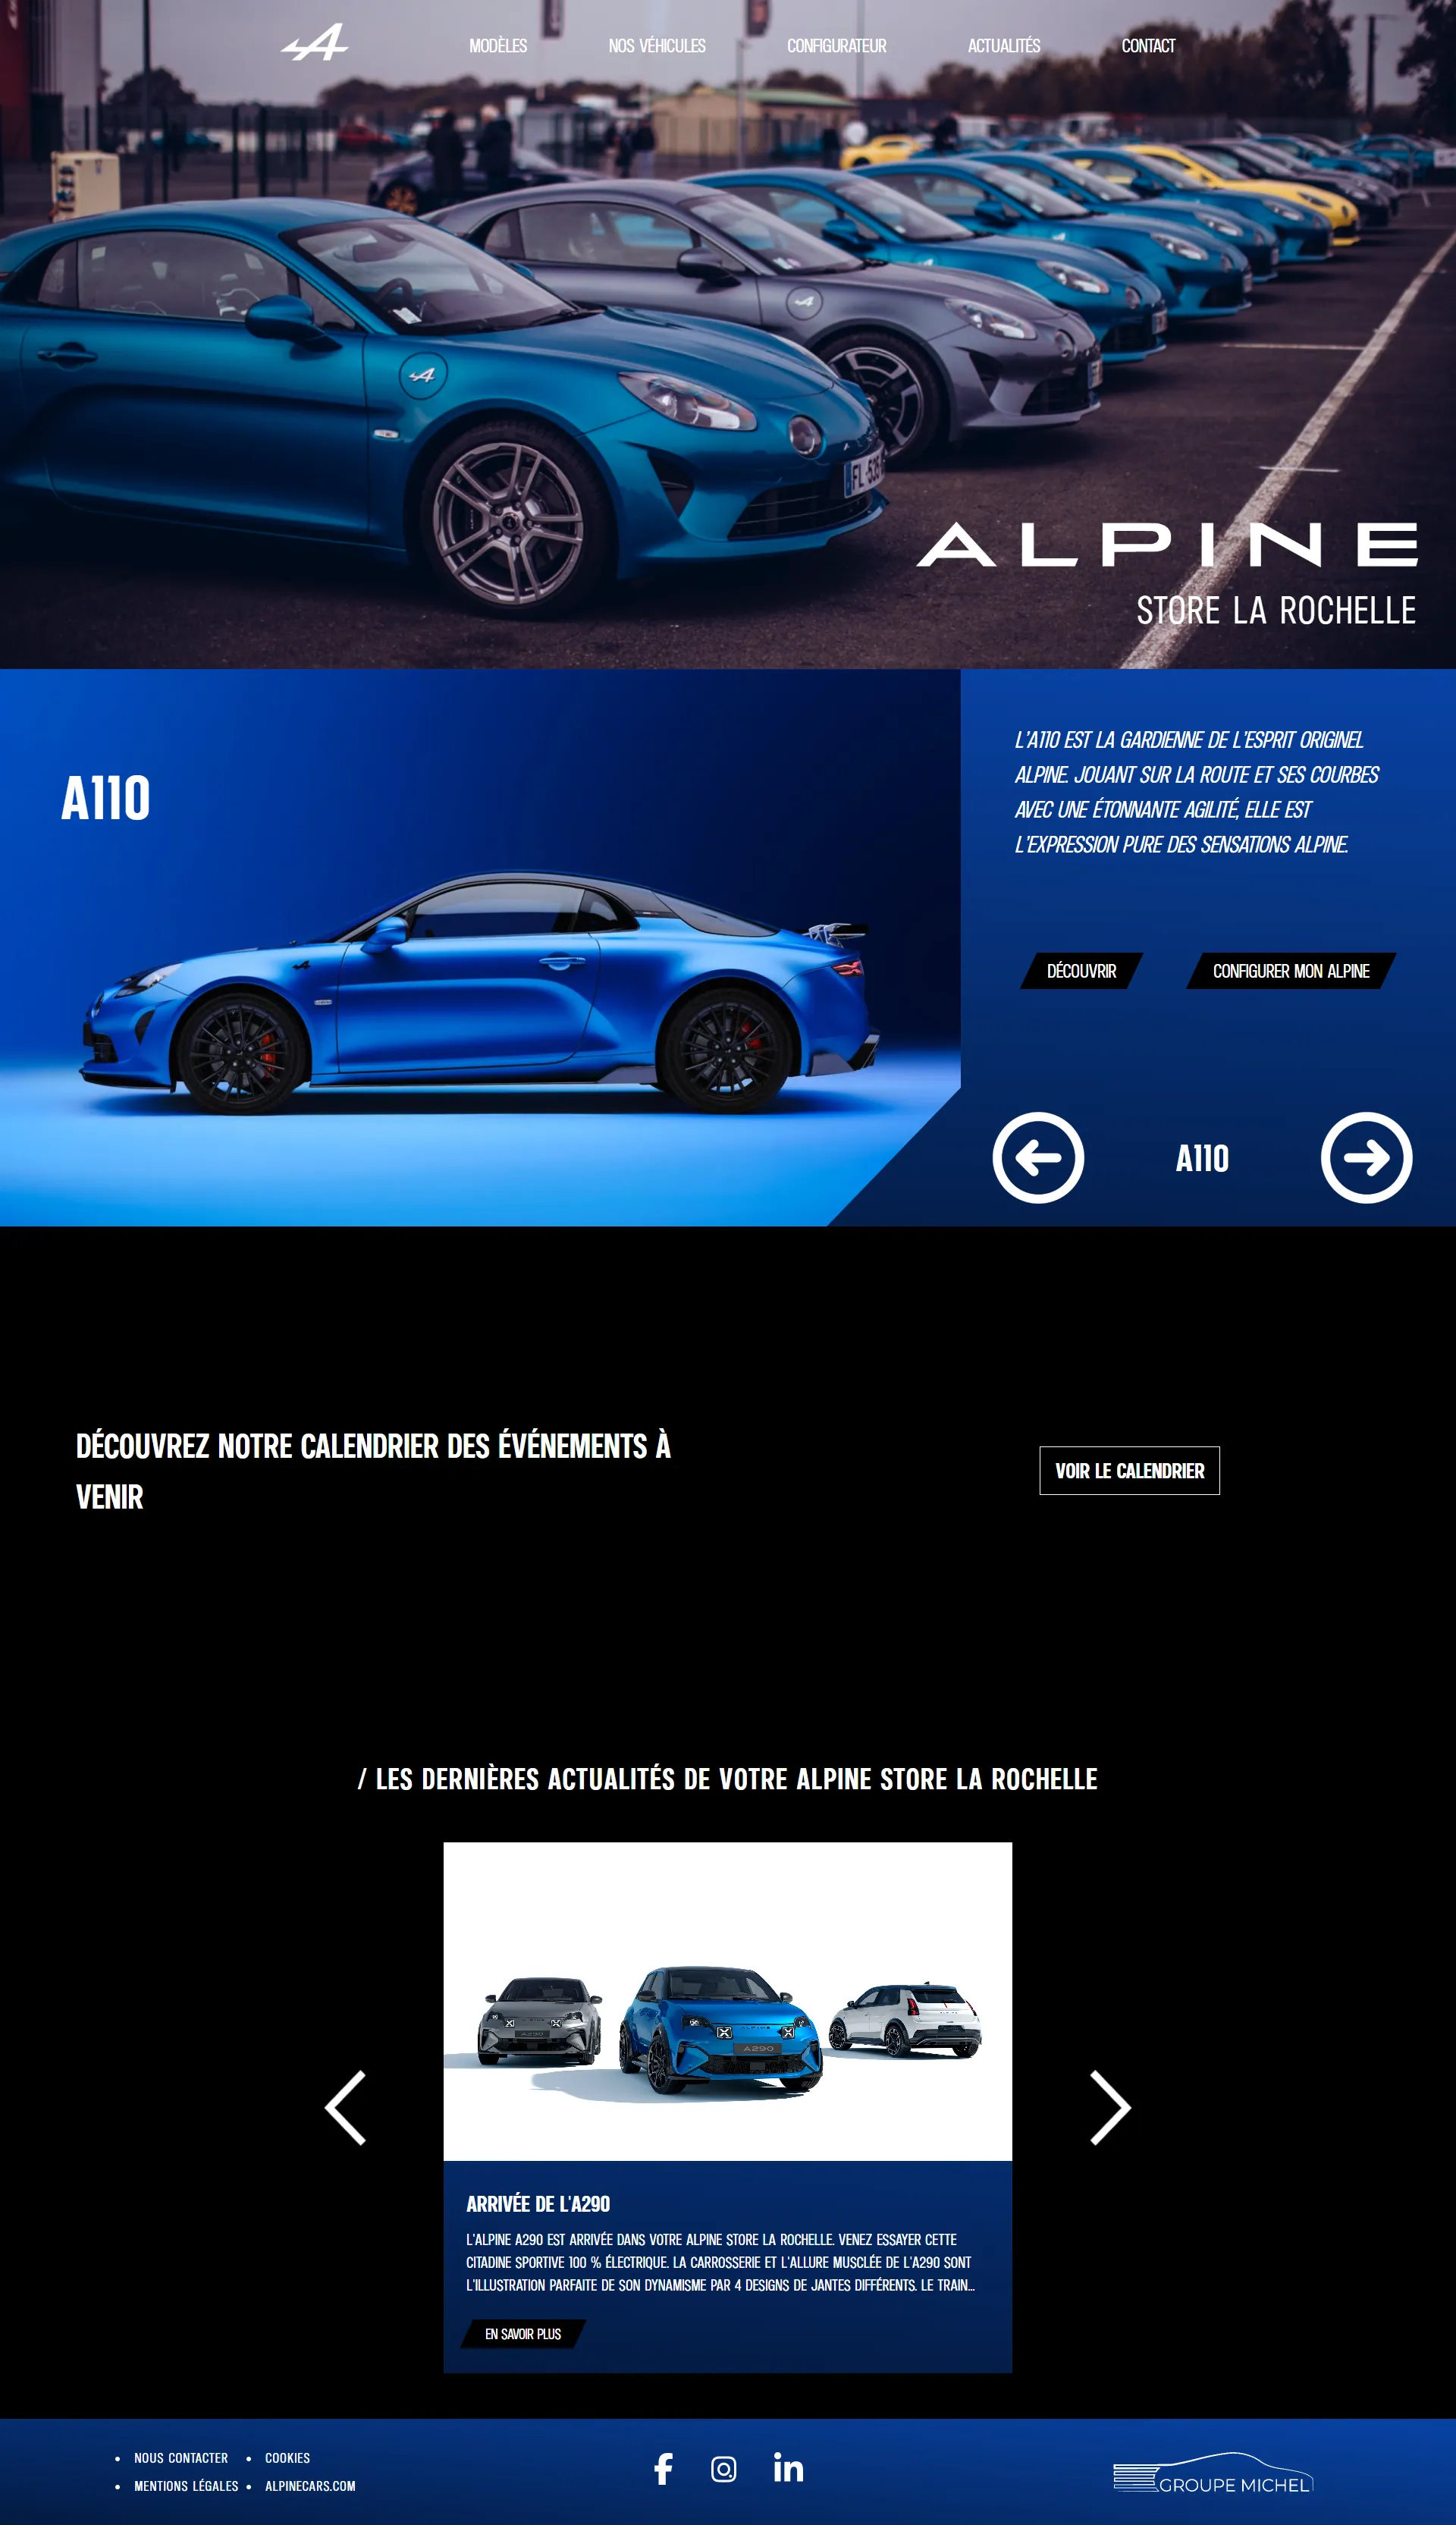 MODÈLES
NOS VÉHICULES
CONFIGURATEUR
ACTUALITÉS
CONTACT
ALPINE
STORE LA ROCHELLE
A110
L'A110 EST LA GARDIENNE DE L'ESPRIT ORIGINEL
ALPINE. JOUANT SUR LA ROUTE ET SES COURBES
AVEC UNE ÉTONNANTE AGILITÉ, ELLE EST
L'EXPRESSION PURE DES SENSATIONS ALPINE.
DÉCOUVRIR
CONFIGURER MON ALPINE
A110
DÉCOUVREZ NOTRE CALENDRIER DES ÉVÉNEMENTS À
VENIR
VOIR LE CALENDRIER
/ LES DERNIÈRES ACTUALITÉS DE VOTRE ALPINE STORE LA ROCHELLE
A290
A290
ARRIVÉE DE L'A290
L'ALPINE A290 EST ARRIVÉE DANS VOTRE ALPINE STORE LA ROCHELLE. VENEZ ESSAYER CETTE
CITADINE SPORTIVE 100 % ÉLECTRIQUE. LA CARROSSERIE ET L'ALLURE MUSCLÉE DE L'A290 SONT
L'ILLUSTRATION PARFAITE DE SON DYNAMISME PAR 4 DESIGNS DE JANTES DIFFÉRENTS. LE TRAIN...
EN SAVOIR PLUS
• NOUS CONTACTER • COOKIES
• MENTIONS LÉGALES • ALPINECARS.COM
GROUPE MICHEL